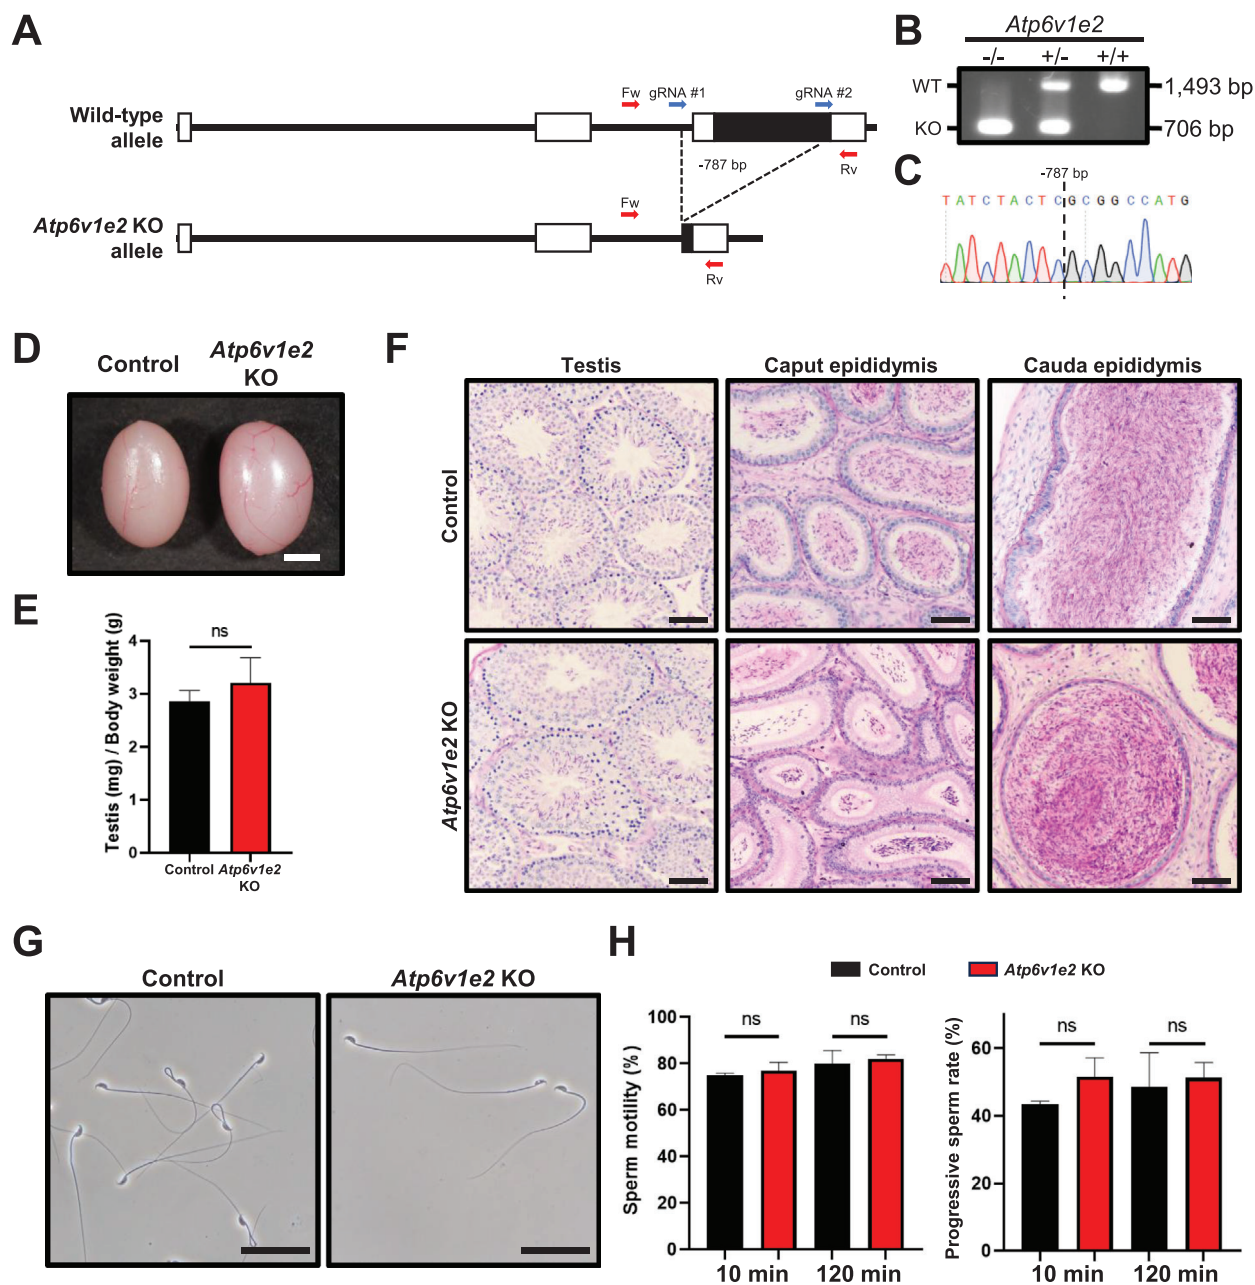 A
Wild-type
allele
Fw
gRNA #1
gRNA #2
-787 bp
Rv
Atp6v1e2 KO
allele
Fw
Rv
B
Atp6v1e2
-/- +/- +/+
WT
1,493 bp
KO
706 bp
C
-787 bp
TATCTACTCGCGGCCATG
D
Control
Atp6v1e2
KO
E
Testis (mg) / Body weight (g)
4
3
2
1
0
ns
Control
Atp6v1e2
KO
F
Testis
Caput epididymis
Cauda epididymis
Control
Atp6v1e2 KO
G
Control
Atp6v1e2 KO
H
Control
Atp6v1e2 KO
Sperm motility (%)
100
80
60
40
20
0
ns
ns
10 min
120 min
Progressive sperm rate (%)
60
40
20
0
ns
ns
10 min
120 min